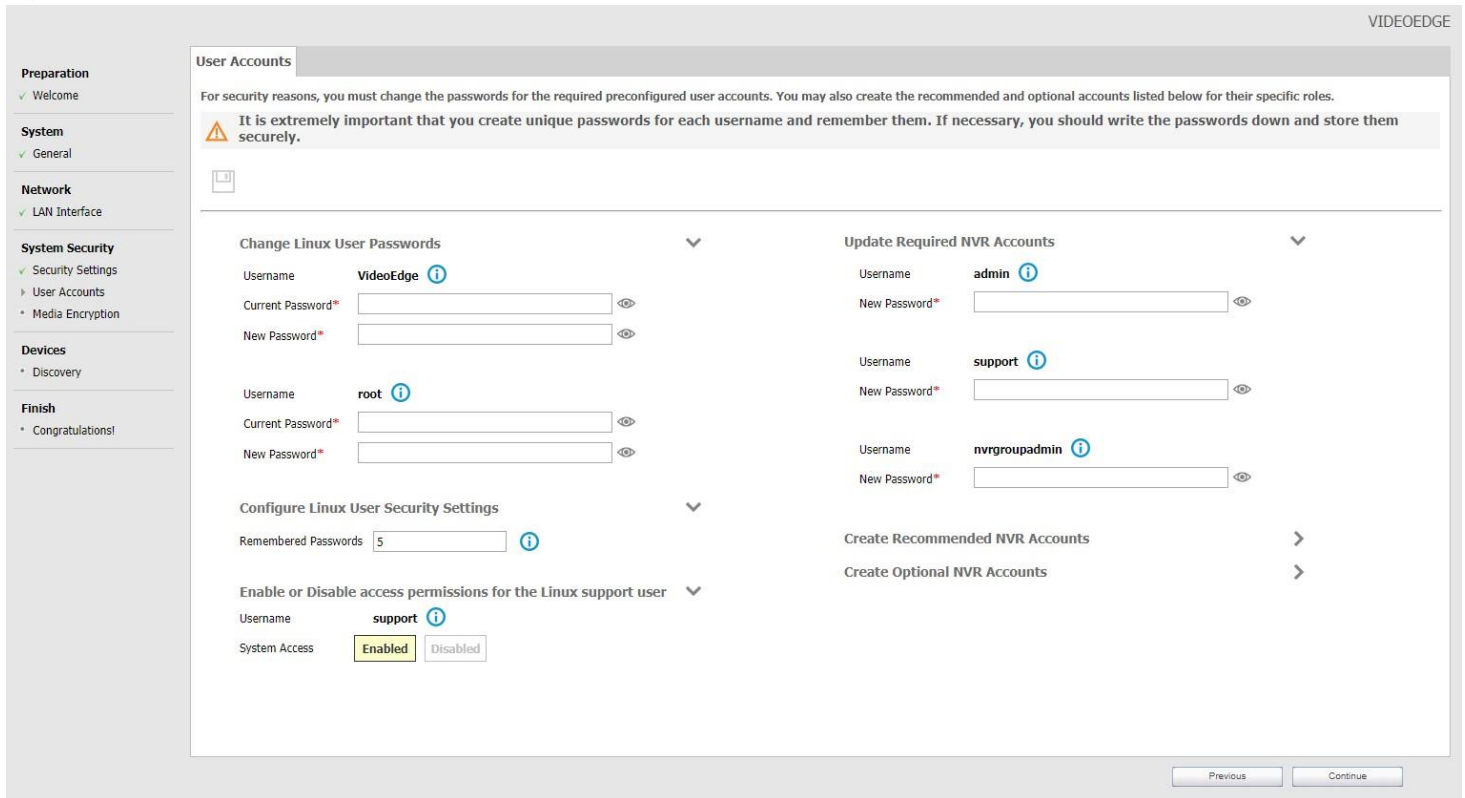 VIDEOEDGE
Preparation
Welcome
System
General
Network
LAN Interface
System Security
Security Settings
User Accounts
Media Encryption
Devices
Discovery
Finish
Congratulations!
User Accounts
For security reasons, you must change the passwords for the required preconfigured user accounts. You may also create the recommended and optional accounts listed below for their specific roles.
It is extremely important that you create unique passwords for each username and remember them. If necessary, you should write the passwords down and store them
securely.
Change Linux User Passwords
Username VideoEdge
Current Password*
New Password*
Username root
Current Password*
New Password*
Configure Linux User Security Settings
Remembered Passwords 5
Enable or Disable access permissions for the Linux support user
Username support
System Access Enabled Disabled
Update Required NVR Accounts
Username admin
New Password*
Username support
New Password*
Username nvrgroupadmin
New Password*
Create Recommended NVR Accounts
Create Optional NVR Accounts
Previous Continue